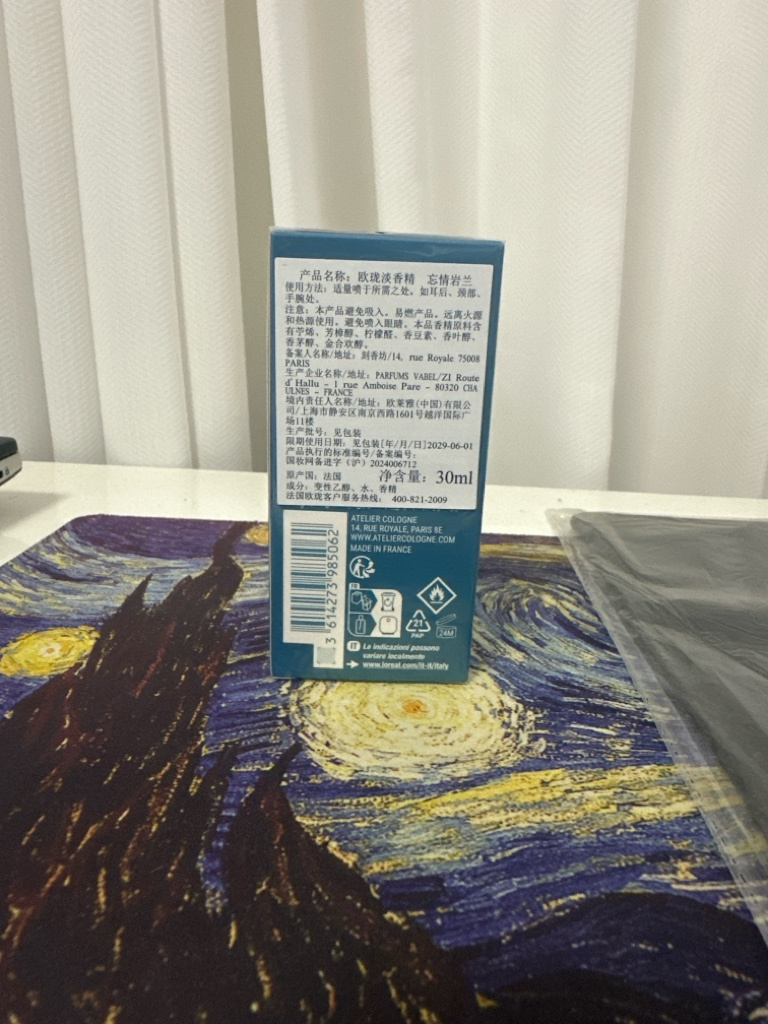 产品名称：欧珑淡香精 忘情岩兰
使用方法：适量喷于所需之处。如耳后、颈部、
手腕处。
注意：本产品避免吸入。易燃产品。远离火源
和热源使用。避免喷入眼睛。本品香精原料含
有苧烯、芳樟醇、柠檬醛、香豆素、香叶醇、
香茅醇、金合欢醇。
备案人名称/地址：刻香坊/14, rue Royale 75008
PARIS
生产企业名称/地址：PARFUMS VABEL/ZI Route
d'Hallu - 1 rue Amboise Pare - 80320 CHA
ULNES - FRANCE
境内责任人名称/地址：欧莱雅(中国)有限公
司/上海市静安区南京西路1601号越洋国际广
场11楼
生产批号：见包装
限期使用日期：见包装[年/月/日]2029-06-01
产品执行的标准编号/备案编号：
国妆网备进字（沪）2024006712
原产国：法国 净含量：30ml
成分：变性乙醇、水、香精
法国欧珑客户服务热线： 400-821-2009
ATELIER COLOGNE
14, RUE ROYALE, PARIS 8E
WWW.ATELIERCOLOGNE.COM
MADE IN FRANCE
3 614273 985062
FR
21
PAP
24M
IT Le indicazioni possono
variare localmente
www.loreal.com/it-it/italy